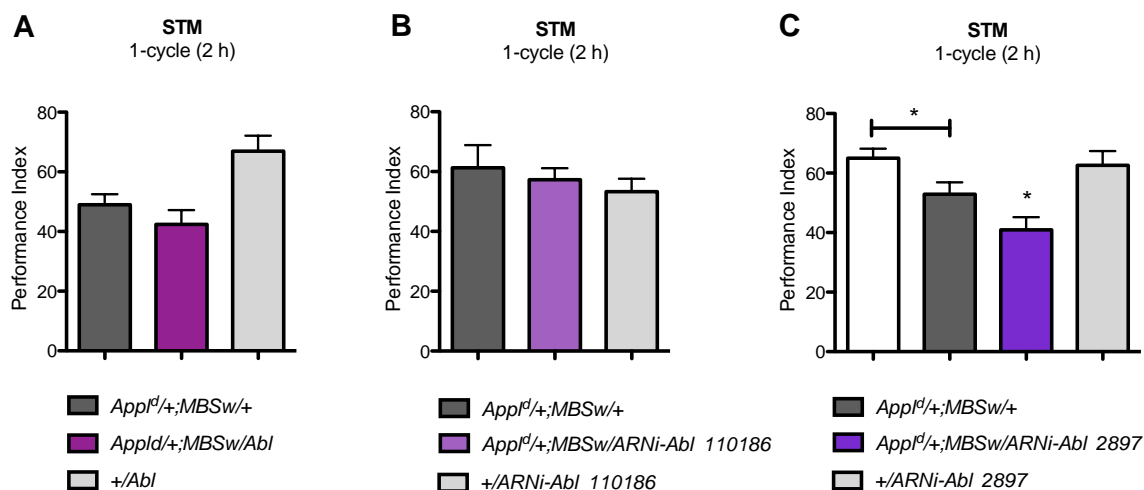 A
STM
1-cycle (2 h)
Performance Index
80
60
40
20
0
Appl^d/+;MBSw/+
Appld/+;MBSw/Abl
+/Abl
B
STM
1-cycle (2 h)
Performance Index
80
60
40
20
0
Appl^d/+;MBSw/+
Appl^d/+;MBSw/ARNi-Abl 110186
+/ARNi-Abl 110186
C
STM
1-cycle (2 h)
Performance Index
80
60
40
20
0
*
*
Appl^d/+;MBSw/+
Appl^d/+;MBSw/ARNi-Abl 2897
+/ARNi-Abl 2897